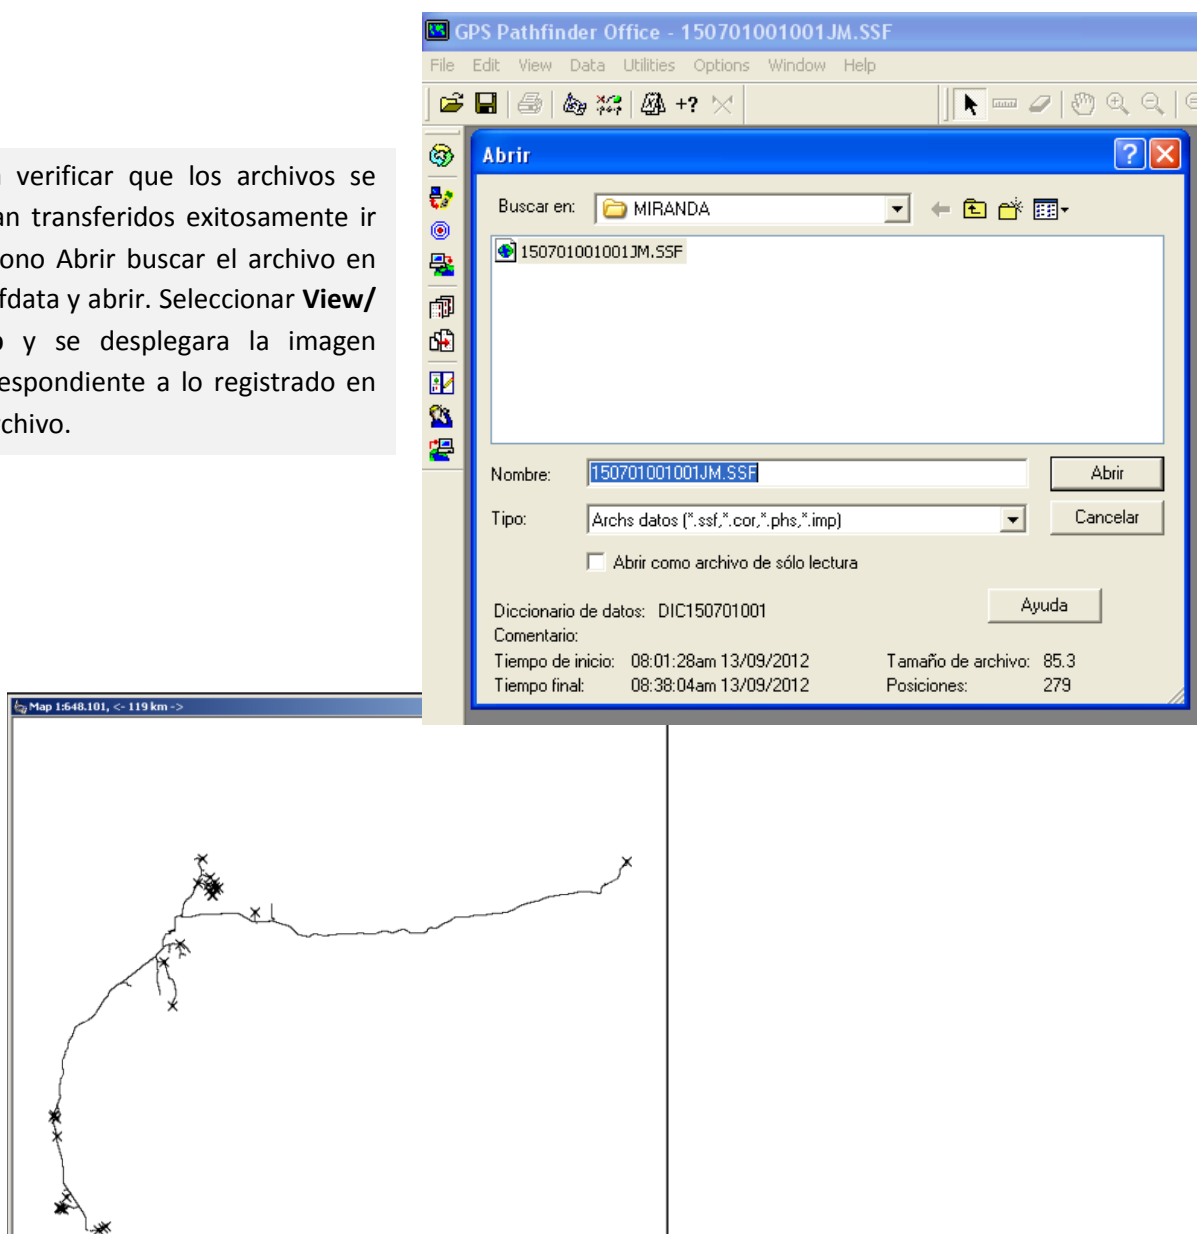 GPS Pathfinder Office - 150701001001JM.SSF
File Edit View Data Utilities Options Window Help
verificar que los archivos se
an transferidos exitosamente ir
ono Abrir buscar el archivo en
fdata y abrir. Seleccionar View/
y se desplegara la imagen
espondiente a lo registrado en
rchivo.
Abrir
Buscar en: MIRANDA
150701001001JM.SSF
Nombre: 150701001001JM.SSF Abrir
Tipo: Archs datos (*.ssf,*.cor,*.phs,*.imp) Cancelar
Abrir como archivo de sólo lectura
Ayuda
Diccionario de datos: DIC150701001
Comentario:
Tiempo de inicio: 08:01:28am 13/09/2012 Tamaño de archivo: 85.3
Tiempo final: 08:38:04am 13/09/2012 Posiciones: 279
Map 1:648.101, <- 119 km ->